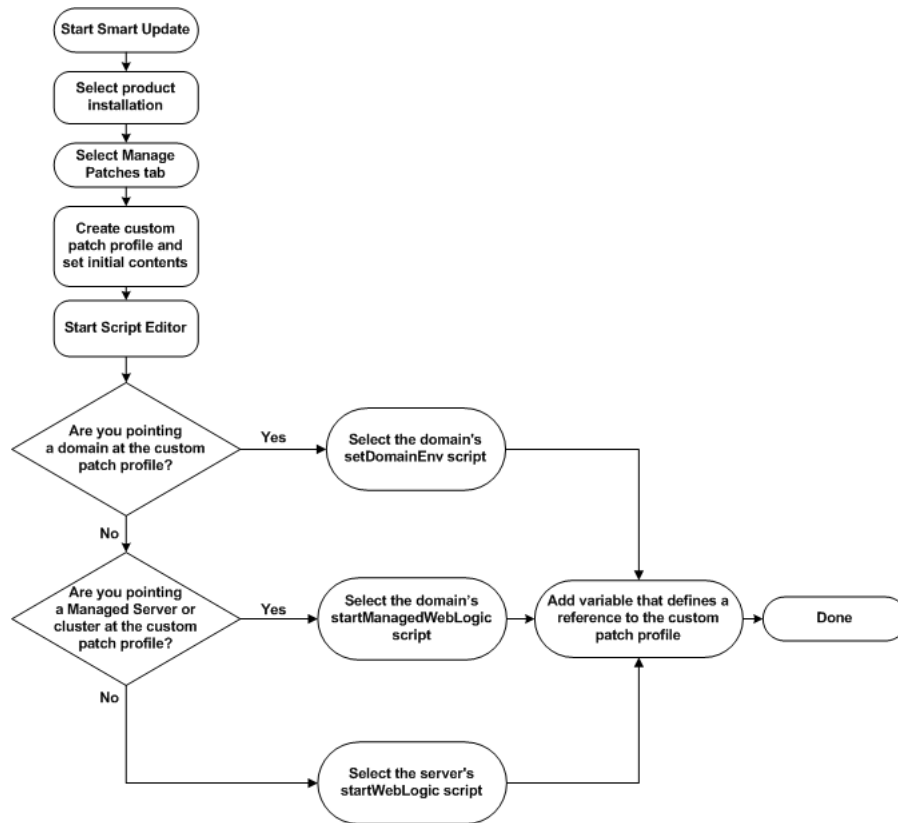 Start Smart Update
Select product
installation
Select Manage
Patches tab
Create custom
patch profile and
set initial contents
Start Script Editor
Are you pointing
a domain at the custom
patch profile?
Yes
Select the domain's
setDomainEnv script
No
Are you pointing
a Managed Server or
cluster at the custom
patch profile?
Yes
Select the domain’s
startManagedWebLogic
script
Add variable that defines a
reference to the custom
patch profile
Done
No
Select the server's
startWebLogic script